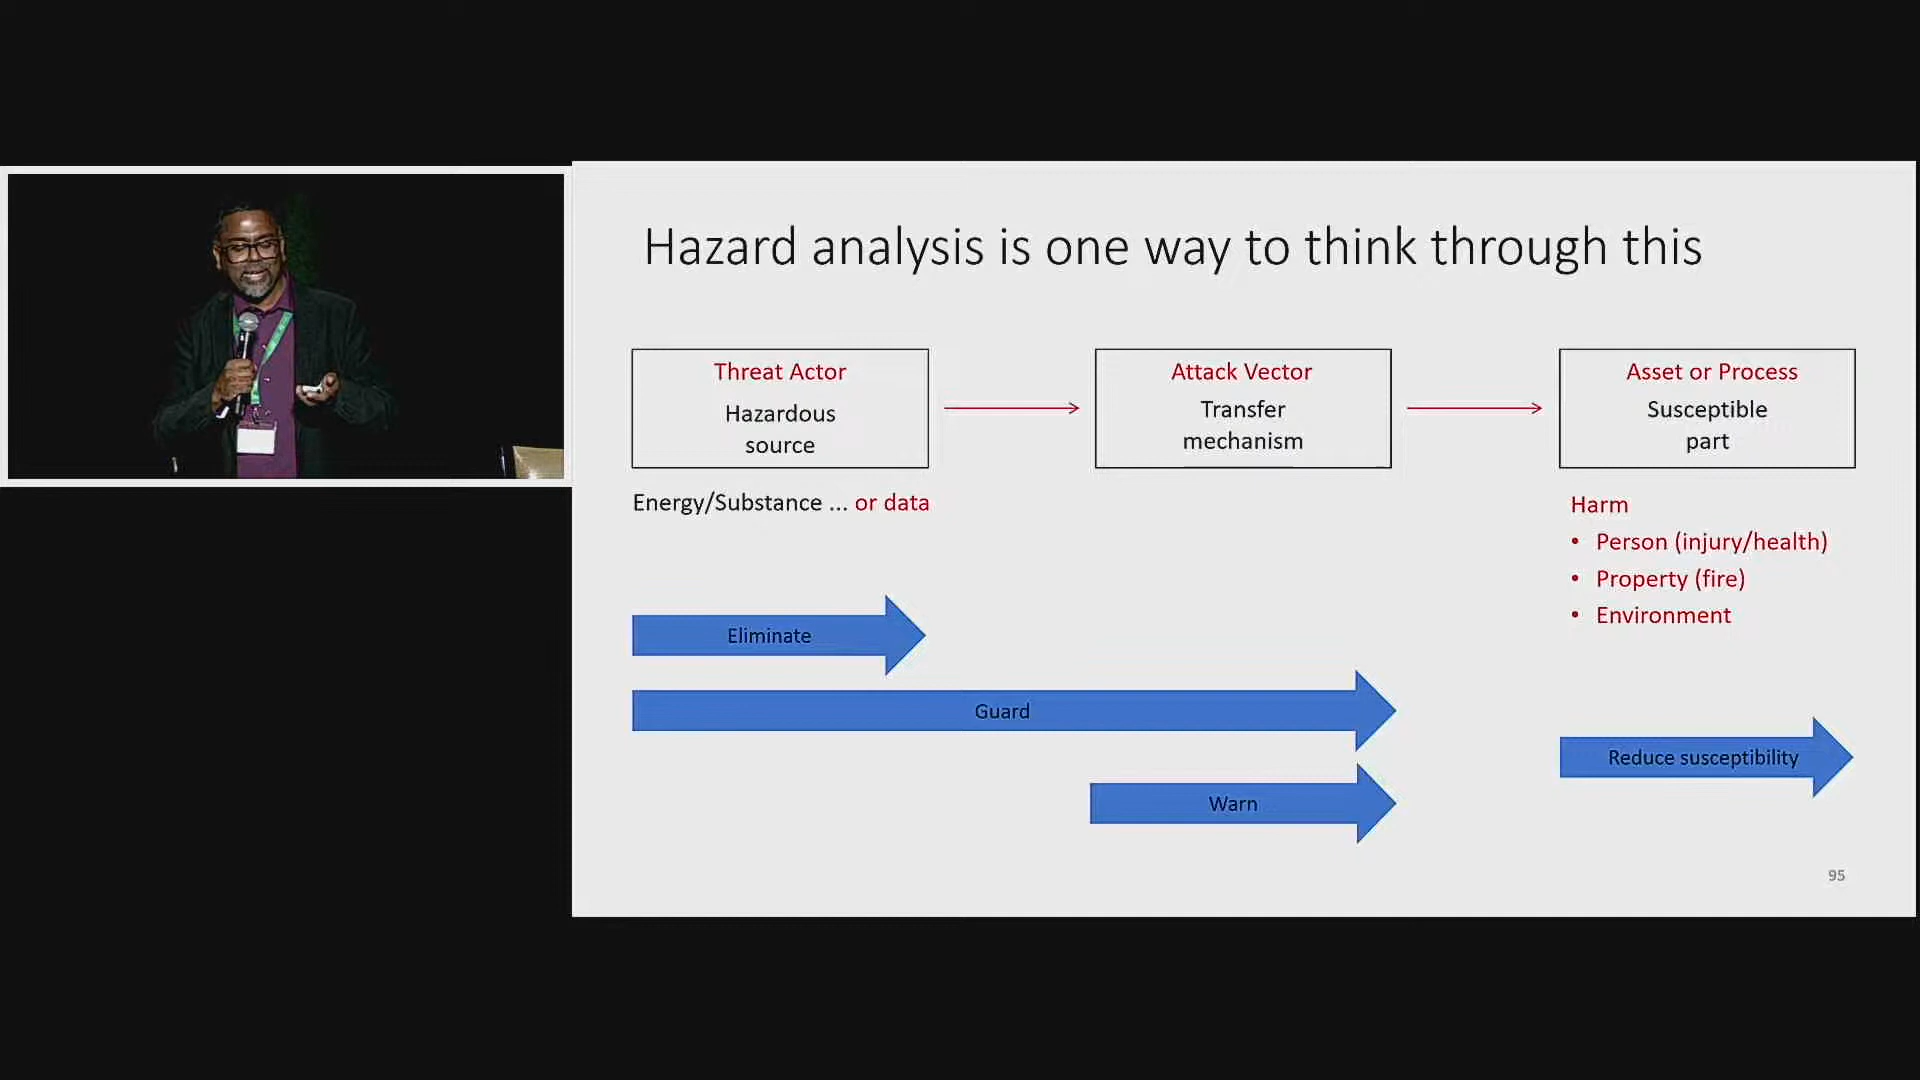 Hazard analysis is one way to think through this
Threat Actor
Hazardous
source
Attack Vector
Transfer
mechanism
Asset or Process
Susceptible
part
Energy/Substance ... or data
Harm
• Person (injury/health)
• Property (fire)
• Environment
Eliminate
Guard
Reduce susceptibility
Warn
95